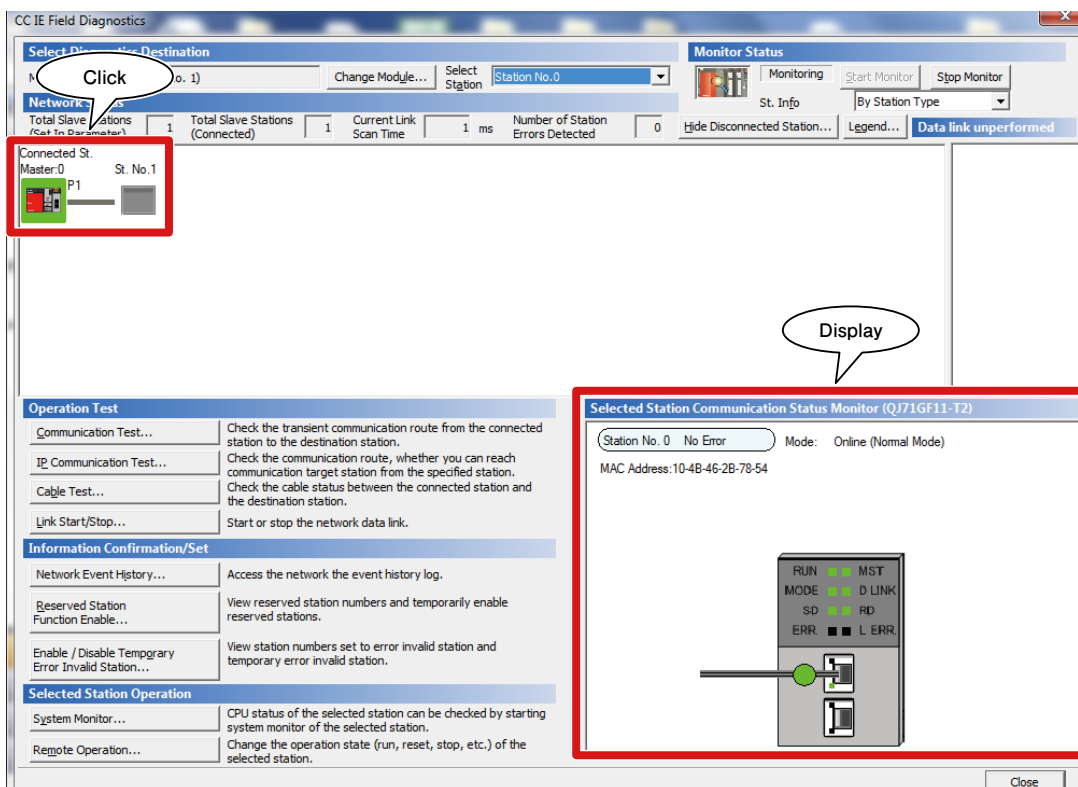 CC IE Field Diagnostics
Select Diagnostics Destination
Monitor Status
Click
o. 1)
Change Module...
Select
Station
Station No.0
Monitoring
Start Monitor
Stop Monitor
St. Info
By Station Type
Network Status
Total Slave Stations
(Set In Parameter)
1
Total Slave Stations
(Connected)
1
Current Link
Scan Time
1 ms
Number of Station
Errors Detected
0
Hide Disconnected Station...
Legend...
Data link unperformed
Connected St.
Master:0
St. No.1
P1
Display
Operation Test
Communication Test...
Check the transient communication route from the connected
station to the destination station.
IP Communication Test...
Check the communication route, whether you can reach
communication target station from the specified station.
Cable Test...
Check the cable status between the connected station and
the destination station.
Link Start/Stop...
Start or stop the network data link.
Information Confirmation/Set
Network Event History...
Access the network the event history log.
Reserved Station
Function Enable...
View reserved station numbers and temporarily enable
reserved stations.
Enable / Disable Temporary
Error Invalid Station...
View station numbers set to error invalid station and
temporary error invalid station.
Selected Station Operation
System Monitor...
CPU status of the selected station can be checked by starting
system monitor of the selected station.
Remote Operation...
Change the operation state (run, reset, stop, etc.) of the
selected station.
Selected Station Communication Status Monitor (QJ71GF11-T2)
Station No. 0 No Error
Mode: Online (Normal Mode)
MAC Address:10-4B-46-2B-78-54
RUN MST
MODE D LINK
SD RD
ERR. L ERR.
Close